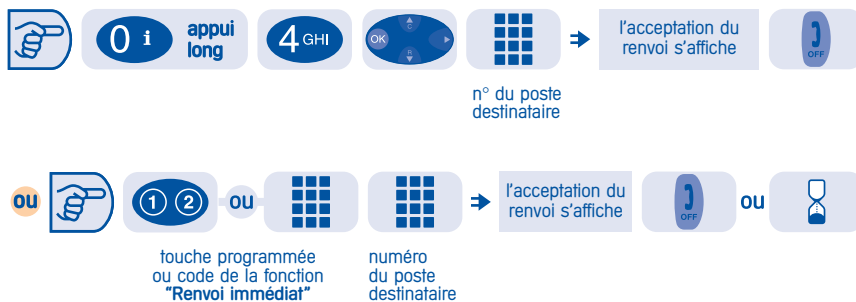 0 i appui long 4 GHI OK C R l'acceptation du renvoi s'affiche OFF
n° du poste
destinataire
ou 1 2 ou l'acceptation du renvoi s'affiche OFF ou
touche programmée
ou code de la fonction
"Renvoi immédiat"
numéro
du poste
destinataire